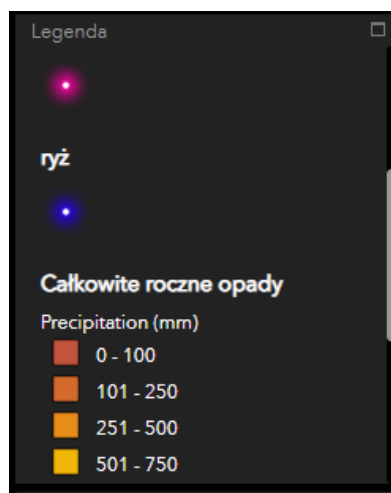 Legenda
ryż
Całkowite roczne opady
Precipitation (mm)
0 - 100
101 - 250
251 - 500
501 - 750